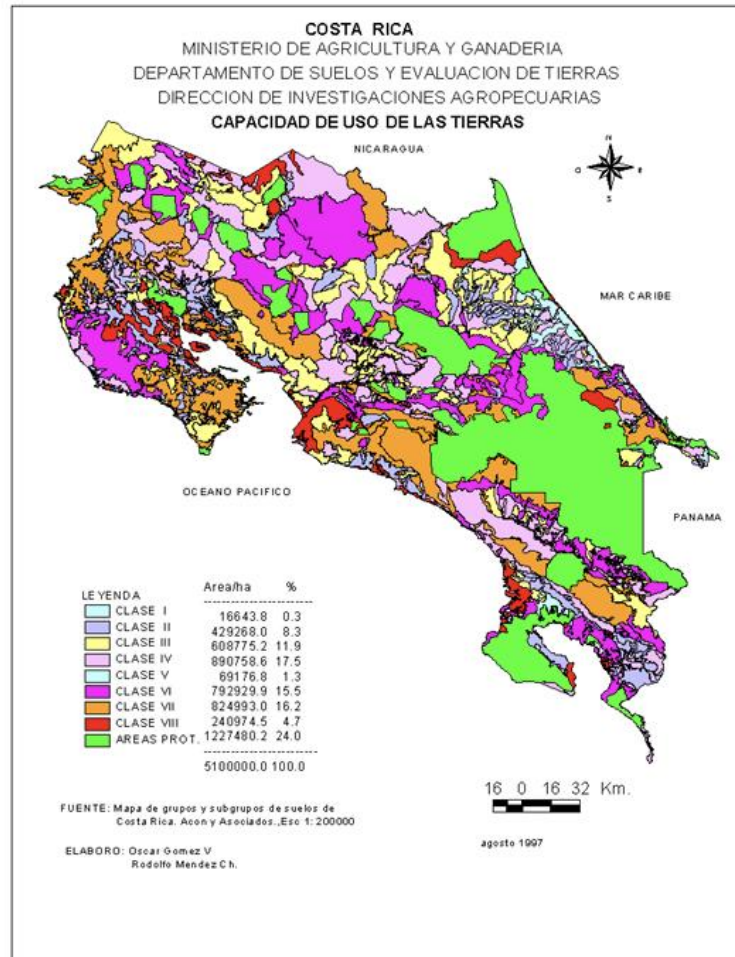 COSTA RICA
MINISTERIO DE AGRICULTURA Y GANADERIA
DEPARTAMENTO DE SUELOS Y EVALUACION DE TIERRAS
DIRECCION DE INVESTIGACIONES AGROPECUARIAS
CAPACIDAD DE USO DE LAS TIERRAS
NICARAGUA
N
O E
S
MAR CARIBE
OCEANO PACIFICO
PANAMA
LEYENDA Area/ha %
CLASE I 16643.8 0.3
CLASE II 429268.0 8.3
CLASE III 608775.2 11.9
CLASE IV 890758.6 17.5
CLASE V 69176.8 1.3
CLASE VI 792929.9 15.5
CLASE VII 824993.0 16.2
CLASE VIII 240974.5 4.7
AREAS PROT. 1227480.2 24.0
5100000.0 100.0
16 0 16 32 Km.
FUENTE: Mapa de grupos y subgrupos de suelos de
Costa Rica. Acon y Asociados.,Esc 1: 200000
agosto 1997
ELABORO: Oscar Gomez V
Rodolfo Mendez Ch.